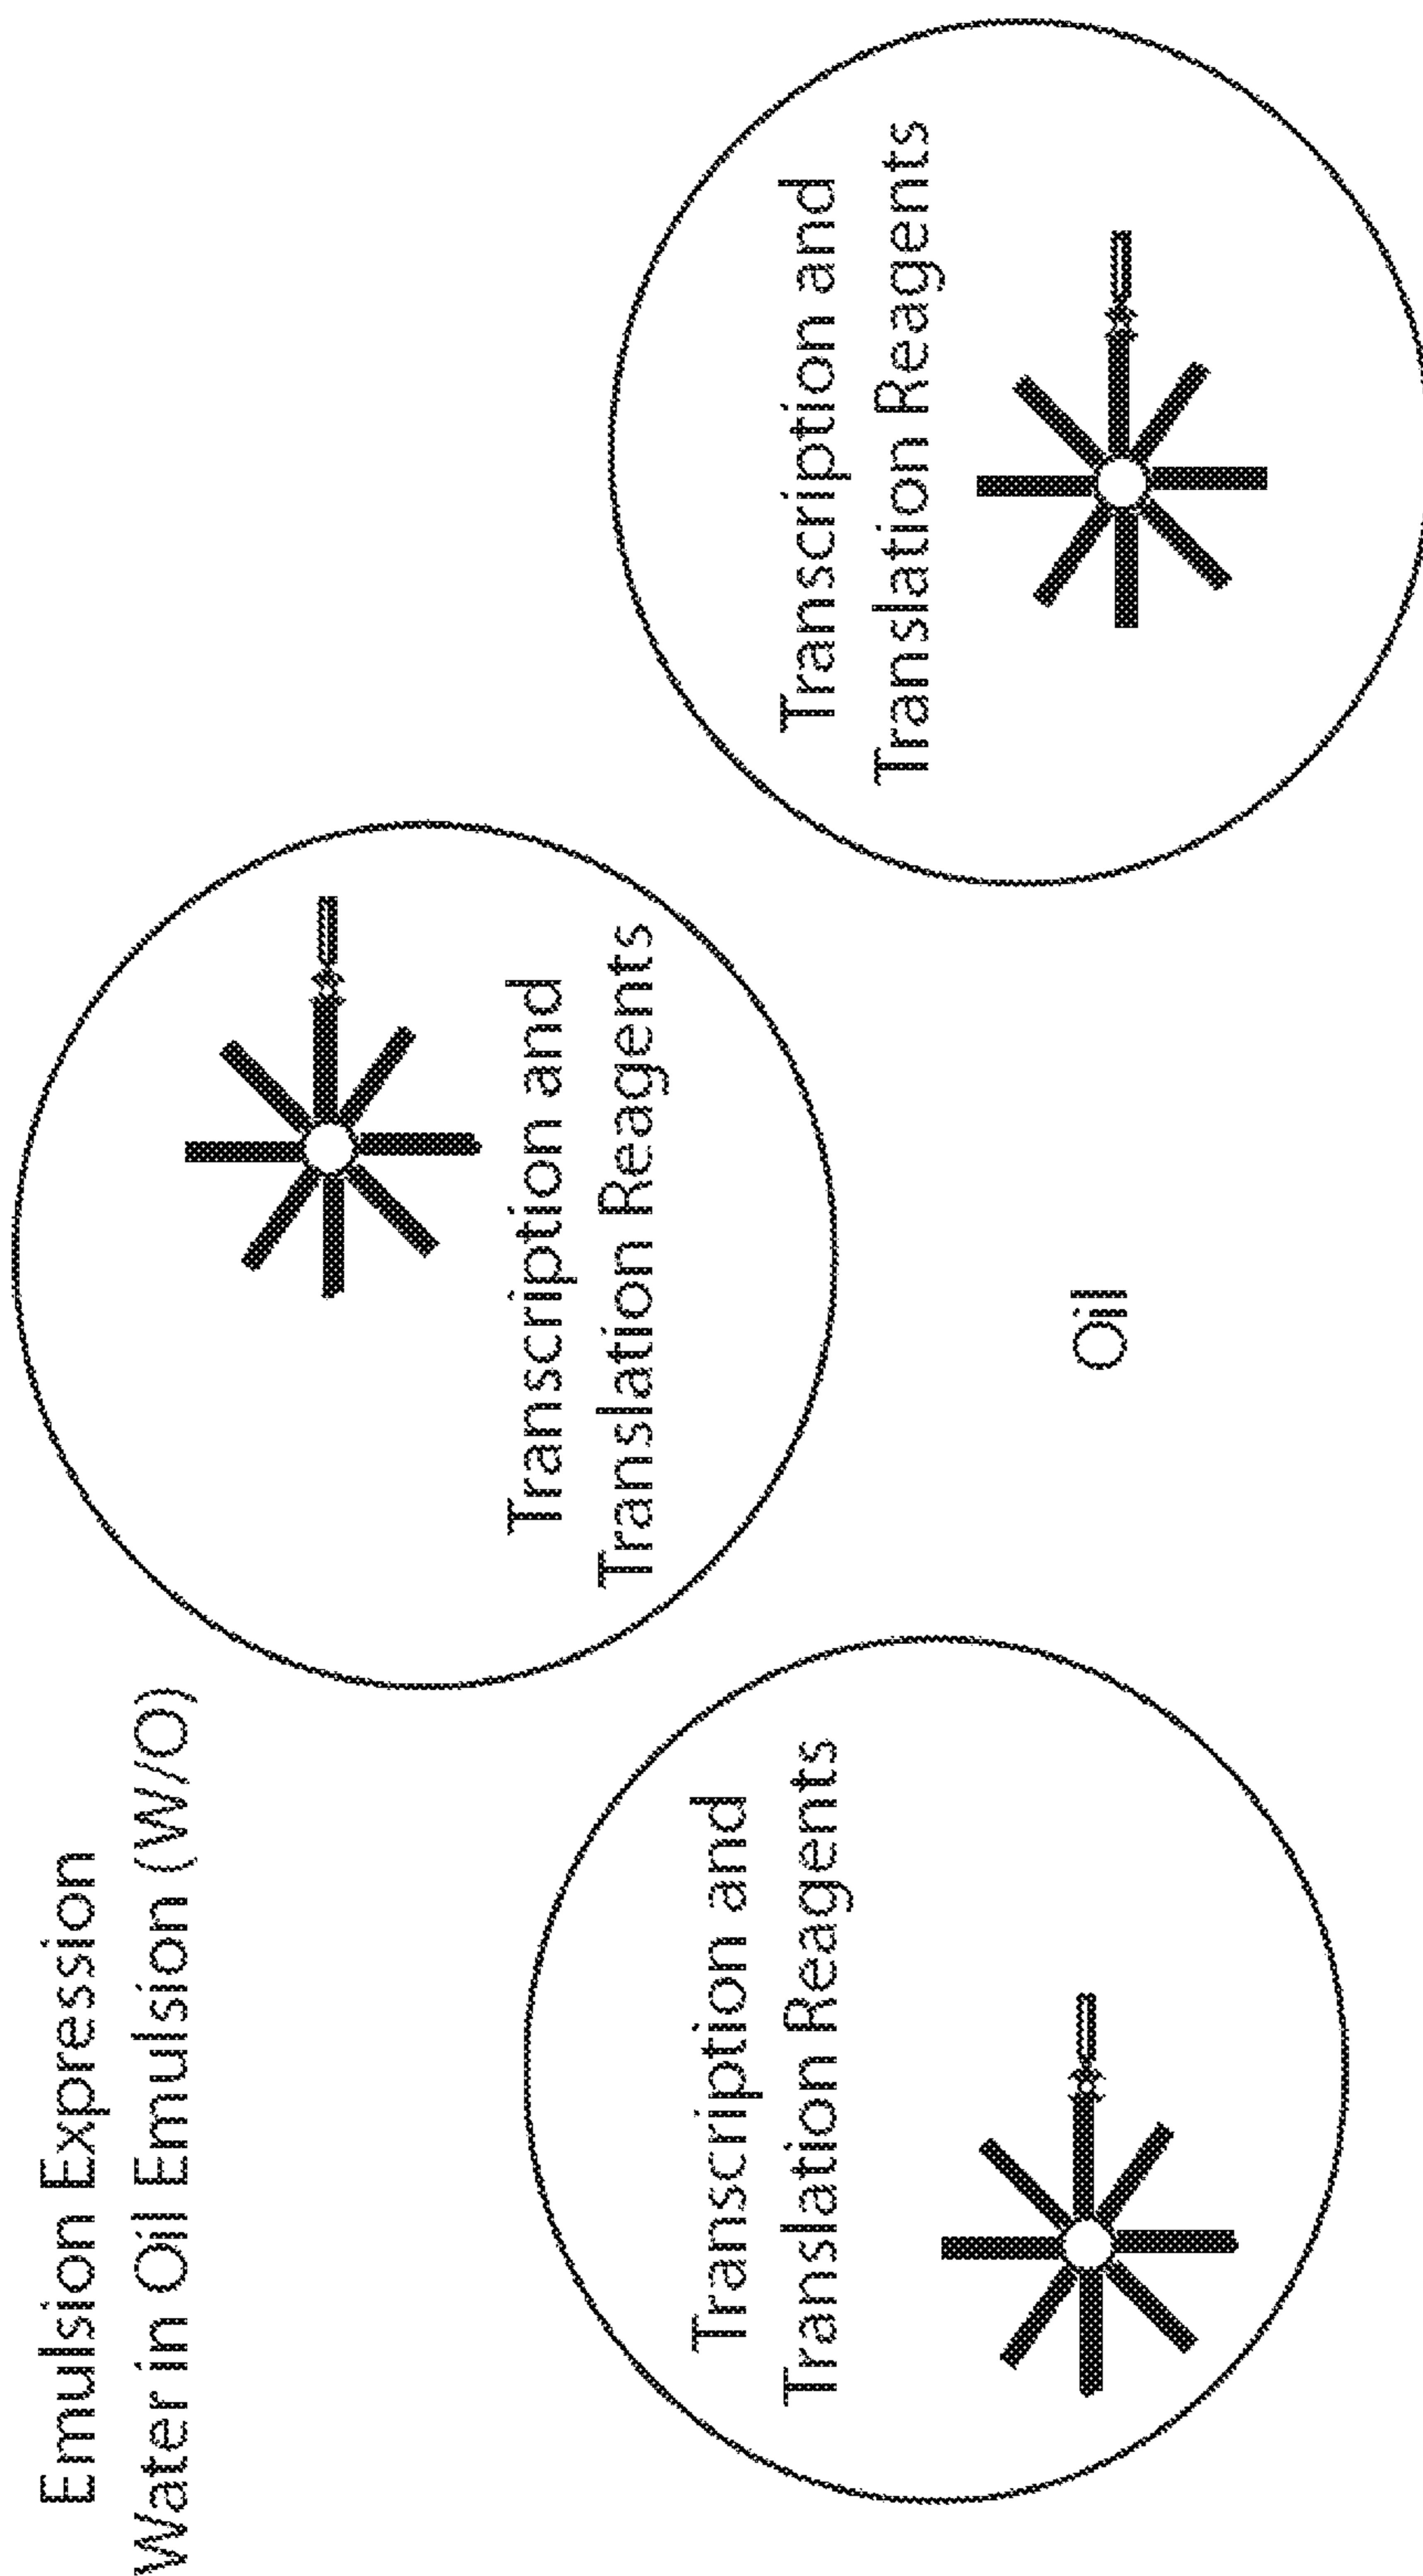 Emulsion Expression
Water in Oil Emulsion (W/O)
Transcription and
Translation Reagents
Transcription and
Translation Reagents
Transcription and
Translation Reagents
Oil